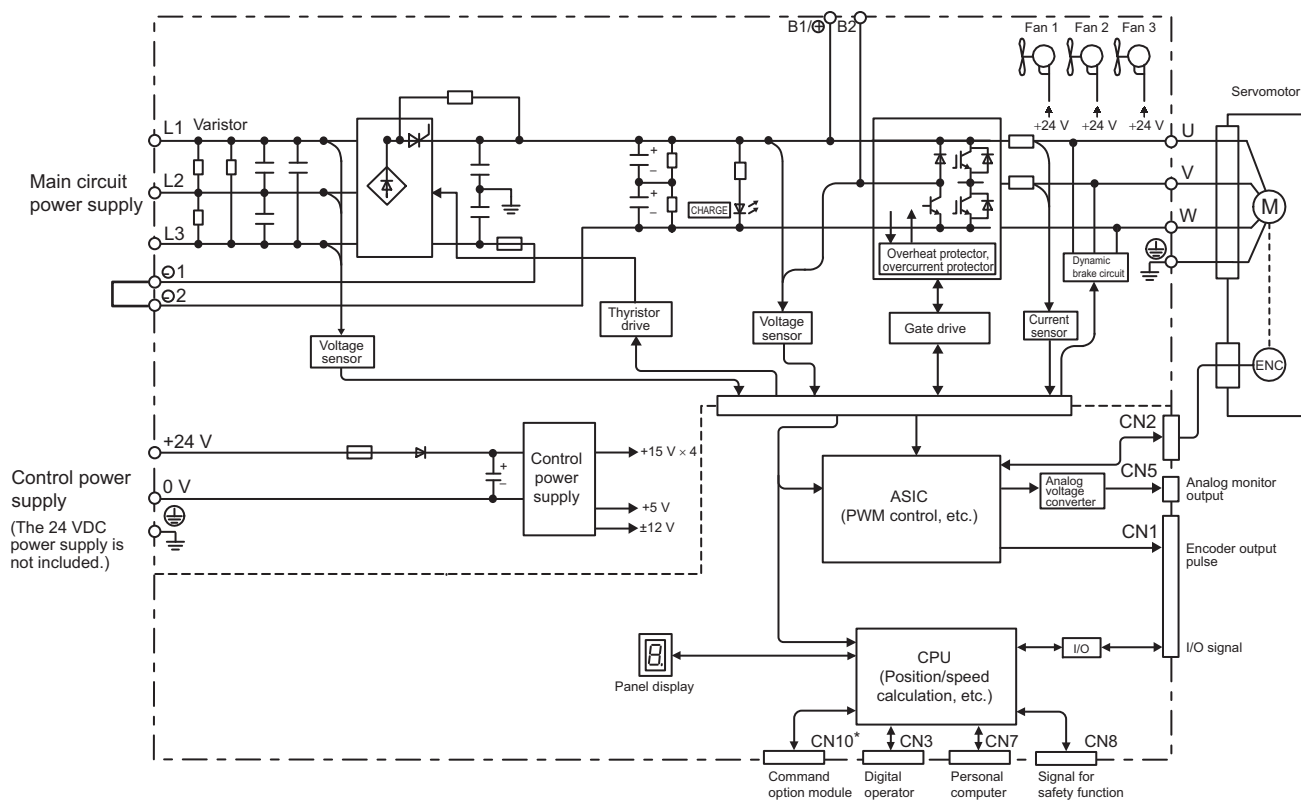 B1/⊕ B2
Fan 1 Fan 2 Fan 3
+24 V +24 V +24 V
Servomotor
L1 Varistor
U
Main circuit
power supply
L2
V
L3
W
M
+
–
+
–
CHARGE
Overheat protector,
overcurrent protector
Dynamic
brake circuit
⊖1
⊖2
Voltage
sensor
Thyristor
drive
Voltage
sensor
Gate drive
Current
sensor
ENC
+24 V
Control power
supply
0 V
(The 24 VDC
power supply is
not included.)
+
–
Control
power
supply
+15 V × 4
+5 V
±12 V
ASIC
(PWM control, etc.)
Analog
voltage
converter
CN2
CN5
Analog monitor
output
CN1
Encoder output
pulse
8.
Panel display
CPU
(Position/speed
calculation, etc.)
I/O
I/O signal
CN10* CN3 CN7 CN8
Command
option module
Digital
operator
Personal
computer
Signal for
safety function